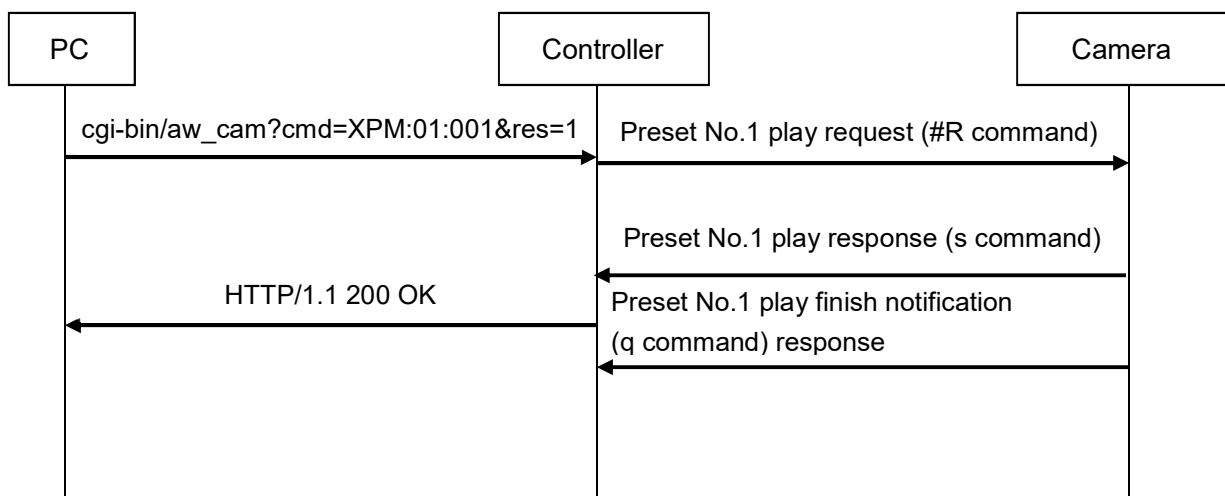 PC
Controller
Camera
cgi-bin/aw_cam?cmd=XPM:01:001&res=1
Preset No.1 play request (#R command)
Preset No.1 play response (s command)
HTTP/1.1 200 OK
Preset No.1 play finish notification
(q command) response